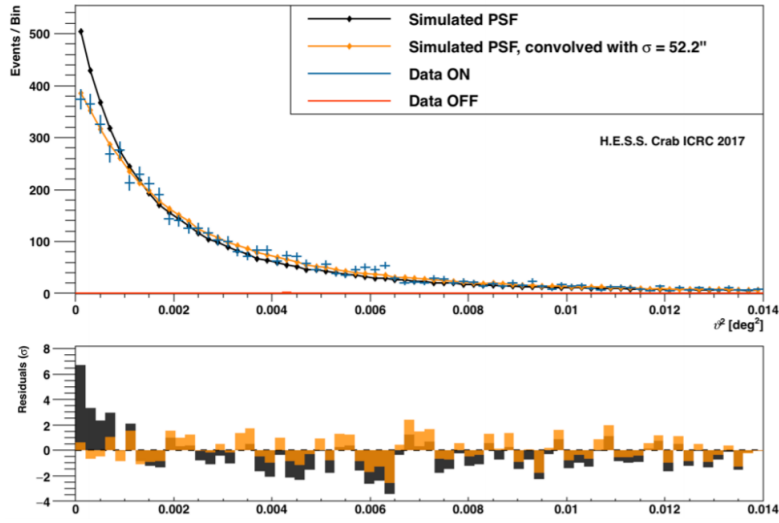 Simulated PSF
Simulated PSF, convolved with σ = 52.2"
Data ON
Data OFF
H.E.S.S. Crab ICRC 2017
Events / Bin
500
400
300
200
100
0
0 0.002 0.004 0.006 0.008 0.01 0.012 0.014
ϑ² [deg²]
Residuals (σ)
8
6
4
2
0
−2
−4
0 0.002 0.004 0.006 0.008 0.01 0.012 0.014